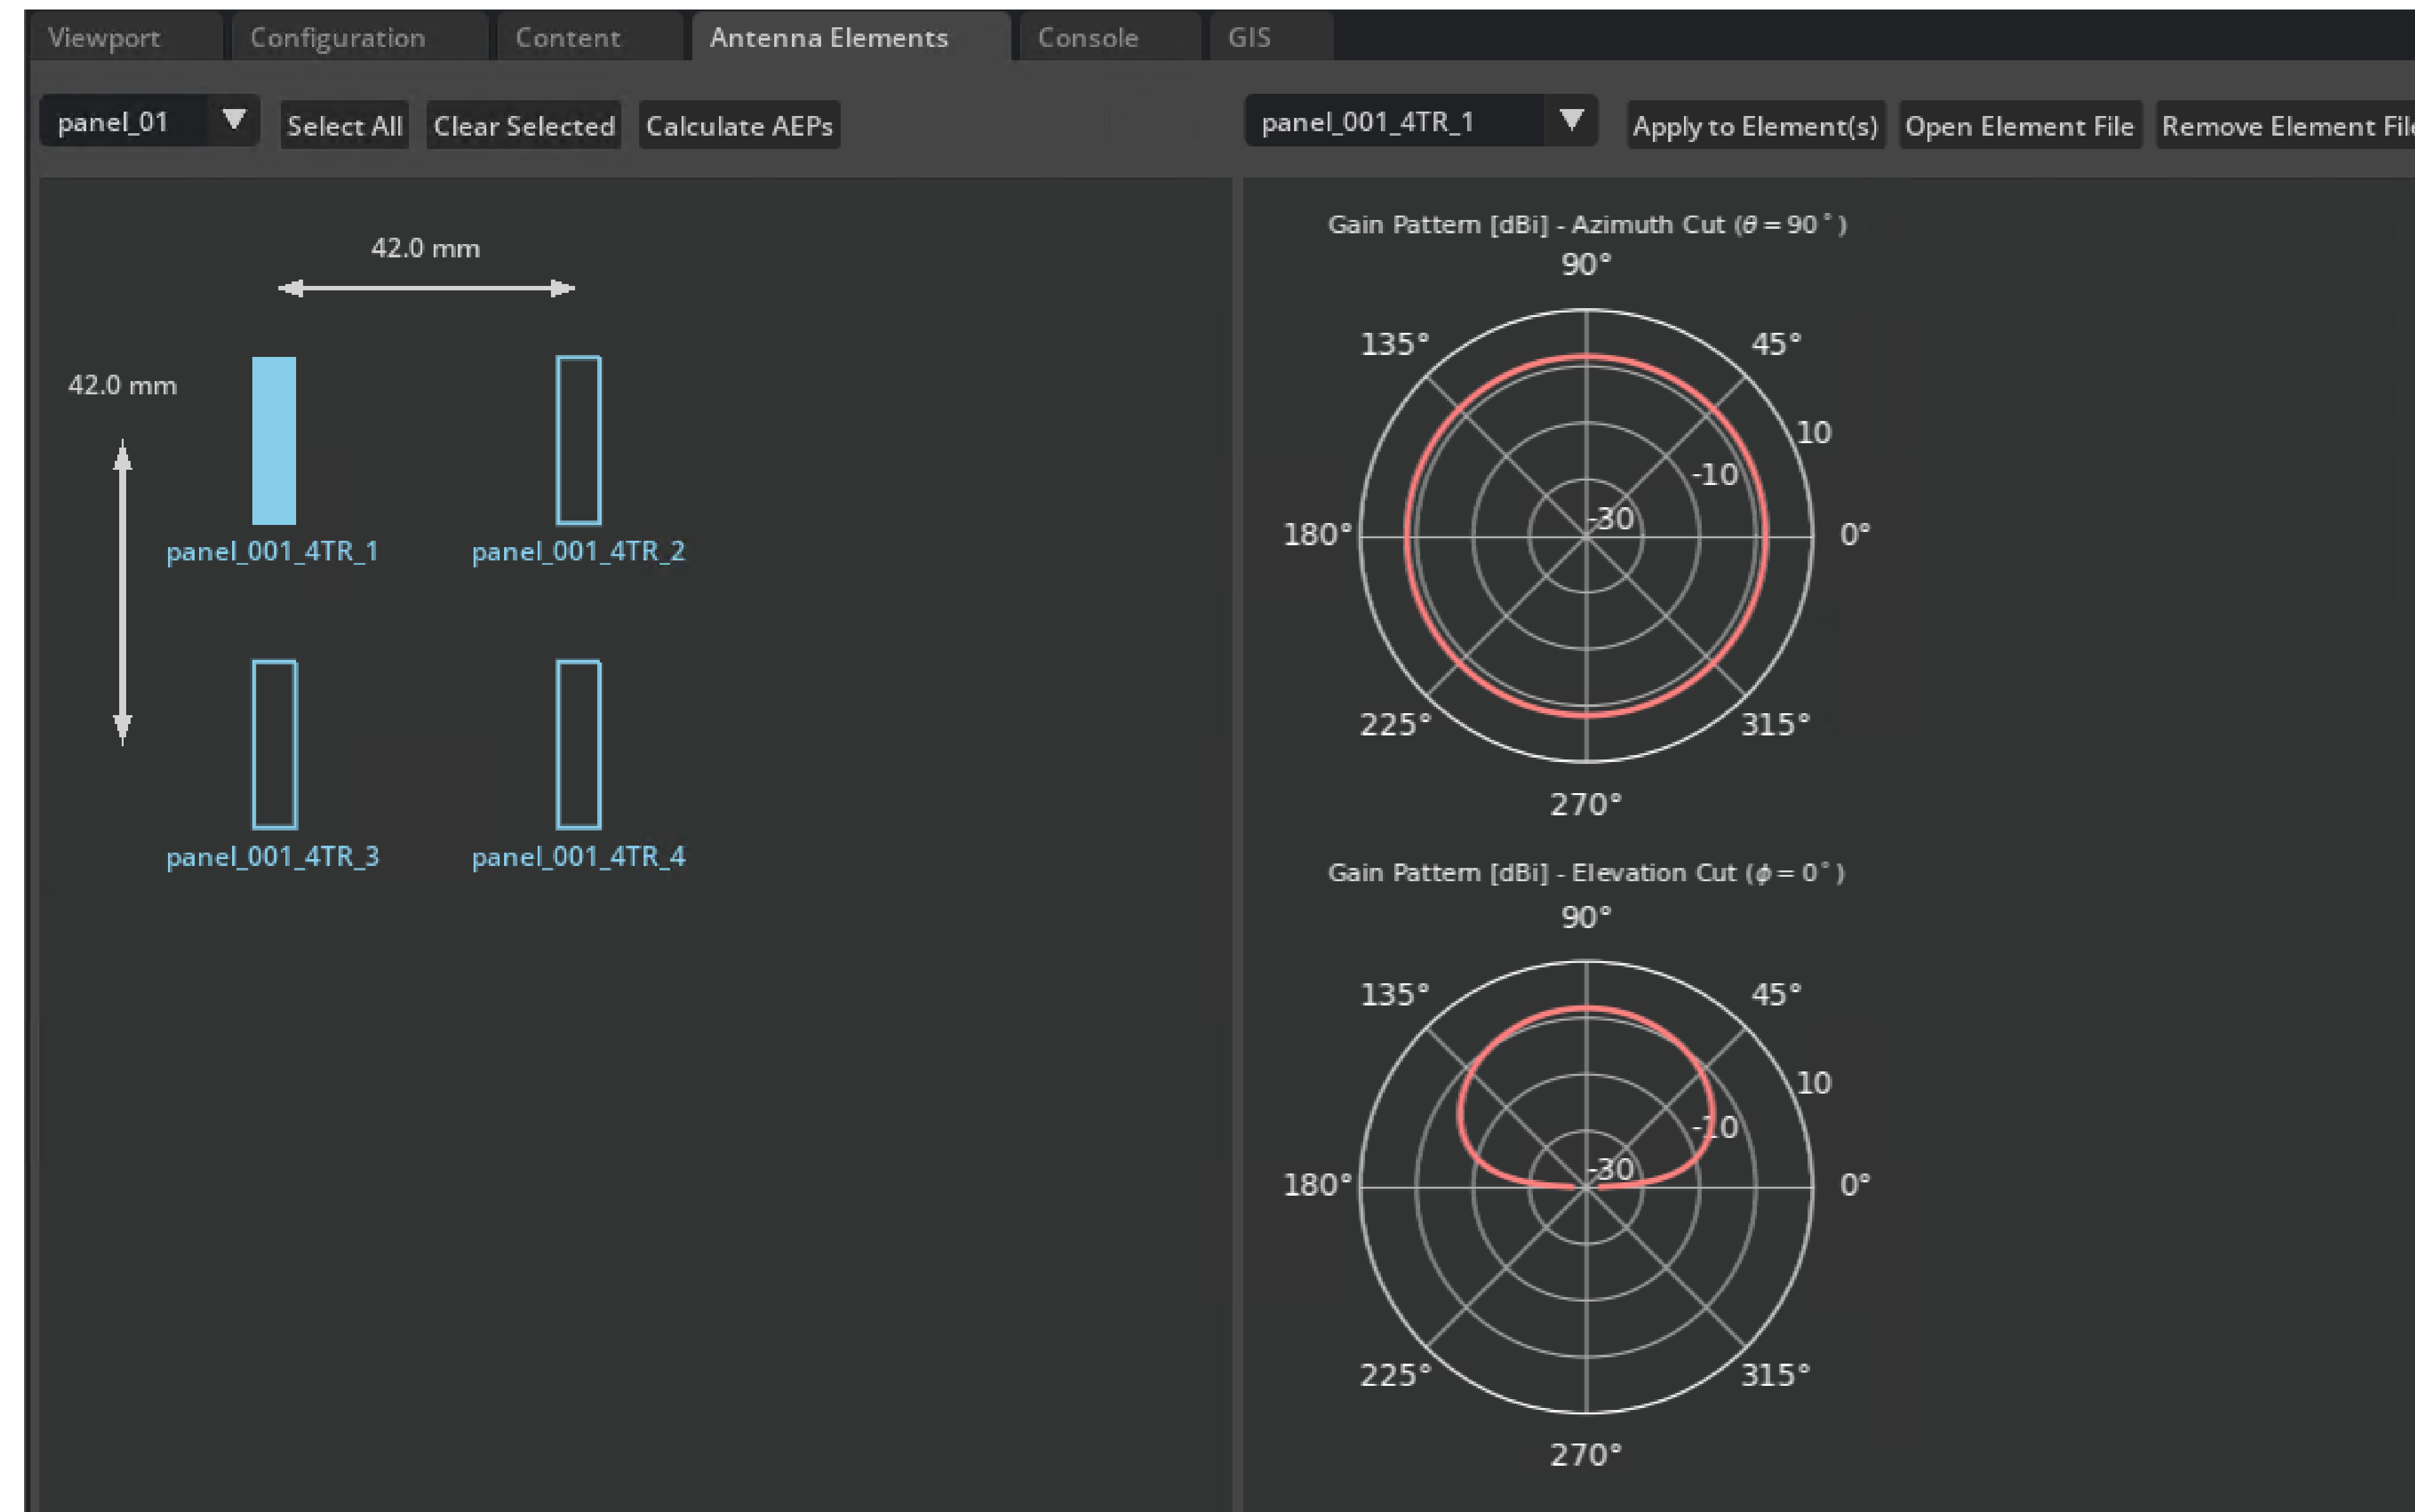 Viewport Configuration Content Antenna Elements Console GIS
panel_01 Select All Clear Selected Calculate AEPs
panel_001_4TR_1 Apply to Element(s) Open Element File Remove Element File
42.0 mm
42.0 mm
panel_001_4TR_1 panel_001_4TR_2
panel_001_4TR_3 panel_001_4TR_4
Gain Pattern [dBi] - Azimuth Cut (θ = 90°)
90°
135° 45°
10
-10
-30
180° 0°
225° 315°
270°
Gain Pattern [dBi] - Elevation Cut (ϕ = 0°)
90°
135° 45°
10
-10
-30
180° 0°
225° 315°
270°